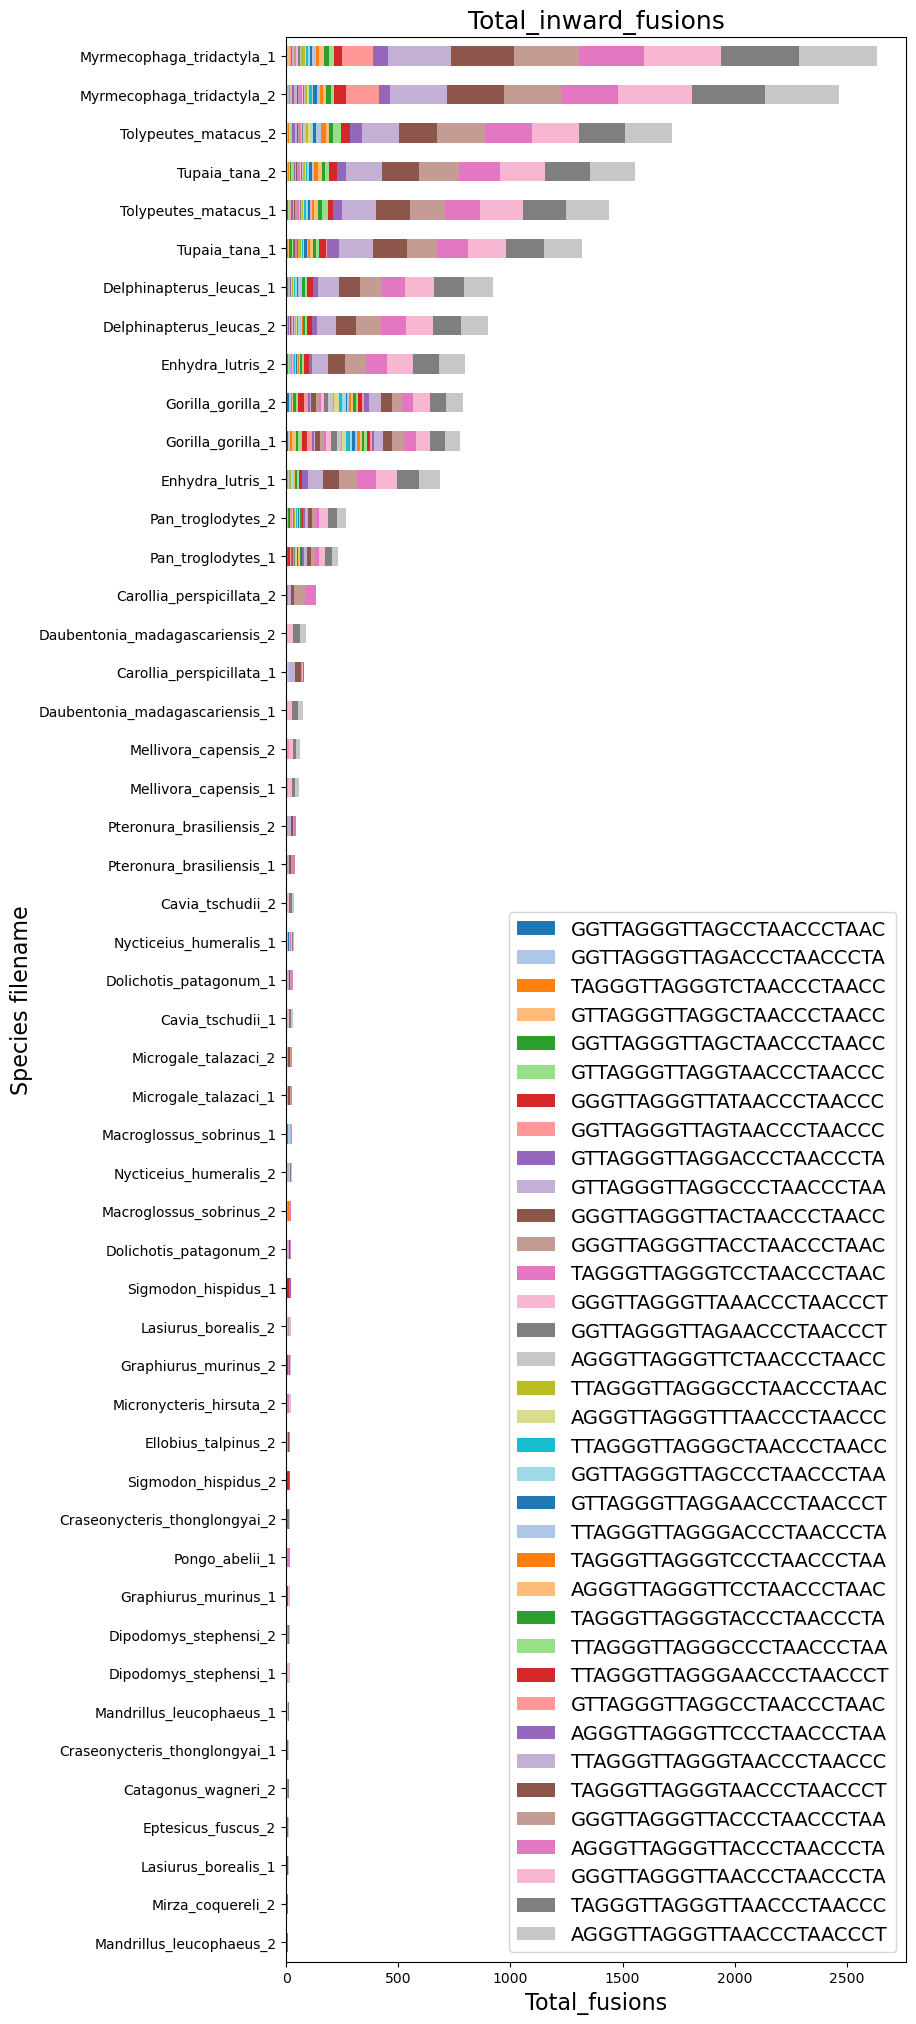 Total_inward_fusions
Myrmecophaga_tridactyla_1
Myrmecophaga_tridactyla_2
Tolypeutes_matacus_2
Tupaia_tana_2
Tolypeutes_matacus_1
Tupaia_tana_1
Delphinapterus_leucas_1
Delphinapterus_leucas_2
Enhydra_lutris_2
Gorilla_gorilla_2
Gorilla_gorilla_1
Enhydra_lutris_1
Pan_troglodytes_2
Pan_troglodytes_1
Carollia_perspicillata_2
Daubentonia_madagascariensis_2
Carollia_perspicillata_1
Daubentonia_madagascariensis_1
Mellivora_capensis_2
Mellivora_capensis_1
Pteronura_brasiliensis_2
Pteronura_brasiliensis_1
Cavia_tschudii_2
Nycticeius_humeralis_1
Dolichotis_patagonum_1
Cavia_tschudii_1
Microgale_talazaci_2
Microgale_talazaci_1
Macroglossus_sobrinus_1
Nycticeius_humeralis_2
Macroglossus_sobrinus_2
Dolichotis_patagonum_2
Sigmodon_hispidus_1
Lasiurus_borealis_2
Graphiurus_murinus_2
Micronycteris_hirsuta_2
Ellobius_talpinus_2
Sigmodon_hispidus_2
Craseonycteris_thonglongyai_2
Pongo_abelii_1
Graphiurus_murinus_1
Dipodomys_stephensi_2
Dipodomys_stephensi_1
Mandrillus_leucophaeus_1
Craseonycteris_thonglongyai_1
Catagonus_wagneri_2
Eptesicus_fuscus_2
Lasiurus_borealis_1
Mirza_coquereli_2
Mandrillus_leucophaeus_2
Species filename
GGTTAGGGTTAGCCTAACCCTAAC
GGTTAGGGTTAGACCCTAACCCTA
TAGGGTTAGGGTCTAACCCTAACC
GTTAGGGTTAGGCTAACCCTAACC
GGTTAGGGTTAGCTAACCCTAACC
GTTAGGGTTAGGTAACCCTAACCC
GGGTTAGGGTTATAACCCTAACCC
GGTTAGGGTTAGTAACCCTAACCC
GTTAGGGTTAGGACCCTAACCCTA
GTTAGGGTTAGGCCCTAACCCTAA
GGGTTAGGGTTACTAACCCTAACC
GGGTTAGGGTTACCTAACCCTAAC
TAGGGTTAGGGTCCTAACCCTAAC
GGGTTAGGGTTAAACCCTAACCCT
GGTTAGGGTTAGAACCCTAACCCT
AGGGTTAGGGTTCTAACCCTAACC
TTAGGGTTAGGGCCTAACCCTAAC
AGGGTTAGGGTTTAACCCTAACCC
TTAGGGTTAGGGCTAACCCTAACC
GGTTAGGGTTAGCCCTAACCCTAA
GTTAGGGTTAGGAACCCTAACCCT
TTAGGGTTAGGGACCCTAACCCTA
TAGGGTTAGGGTCCCTAACCCTAA
AGGGTTAGGGTTCCTAACCCTAAC
TAGGGTTAGGGTACCCTAACCCTA
TTAGGGTTAGGGCCCTAACCCTAA
TTAGGGTTAGGGAACCCTAACCCT
GTTAGGGTTAGGCCTAACCCTAAC
AGGGTTAGGGTTCCCTAACCCTAA
TTAGGGTTAGGGTAACCCTAACCC
TAGGGTTAGGGTAACCCTAACCCT
GGGTTAGGGTTACCCTAACCCTAA
AGGGTTAGGGTTACCCTAACCCTA
GGGTTAGGGTTAACCCTAACCCTA
TAGGGTTAGGGTTAACCCTAACCC
AGGGTTAGGGTTAACCCTAACCCT
0 500 1000 1500 2000 2500
Total_fusions